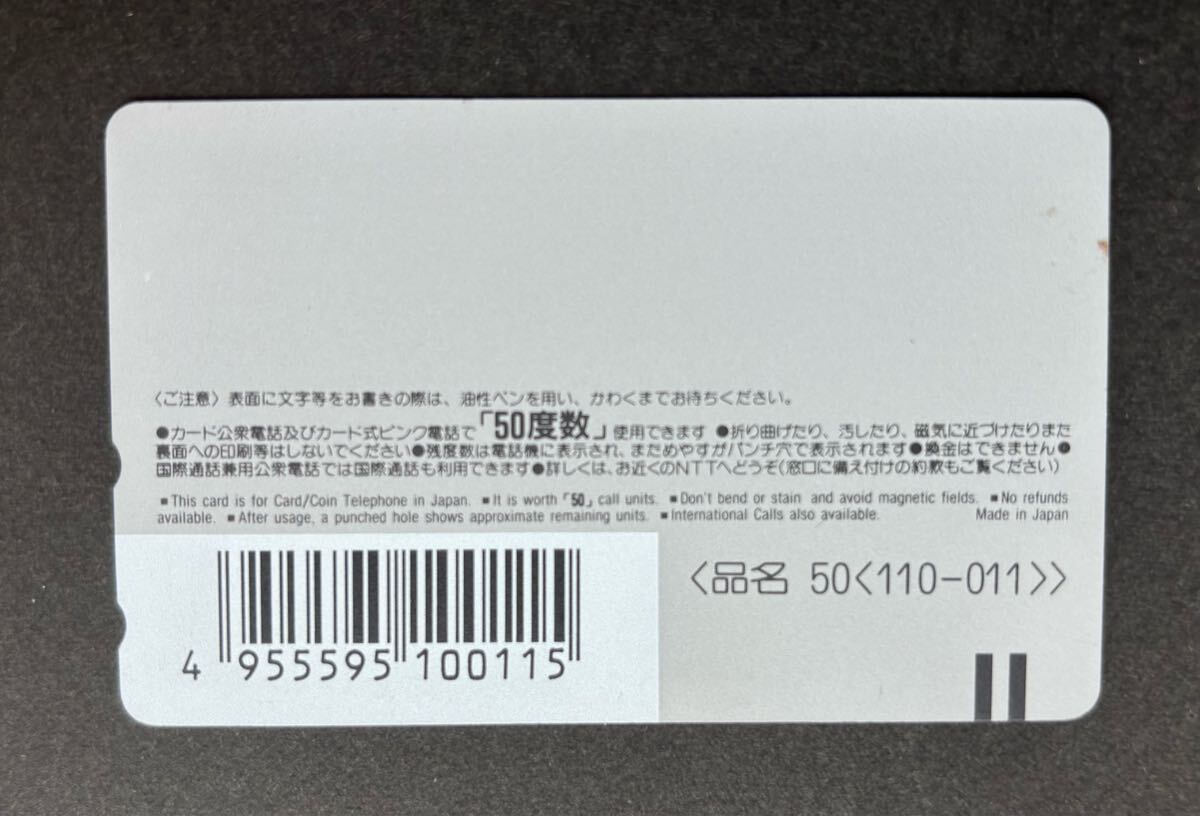 〈ご注意〉表面に文字等をお書きの際は、油性ペンを用い、かわくまでお待ちください。
●カード公衆電話及びカード式ピンク電話で「50度数」使用できます ●折り曲げたり、汚したり、磁気に近づけたりまた
裏面への印刷等はしないでください●残度数は電話機に表示され、まためやすがパンチ穴で表示されます●換金はできません●
国際通話兼用公衆電話では国際通話も利用できます●詳しくは、お近くのNTTへどうぞ(窓口に備え付けの約款もご覧ください)
■This card is for Card/Coin Telephone in Japan. ■It is worth「50」call units. ■Don't bend or stain and avoid magnetic fields. ■No refunds
available. ■After usage, a punched hole shows approximate remaining units. ■International Calls also available. Made in Japan
〈品名 50〈110-011〉〉
4 955595 100115